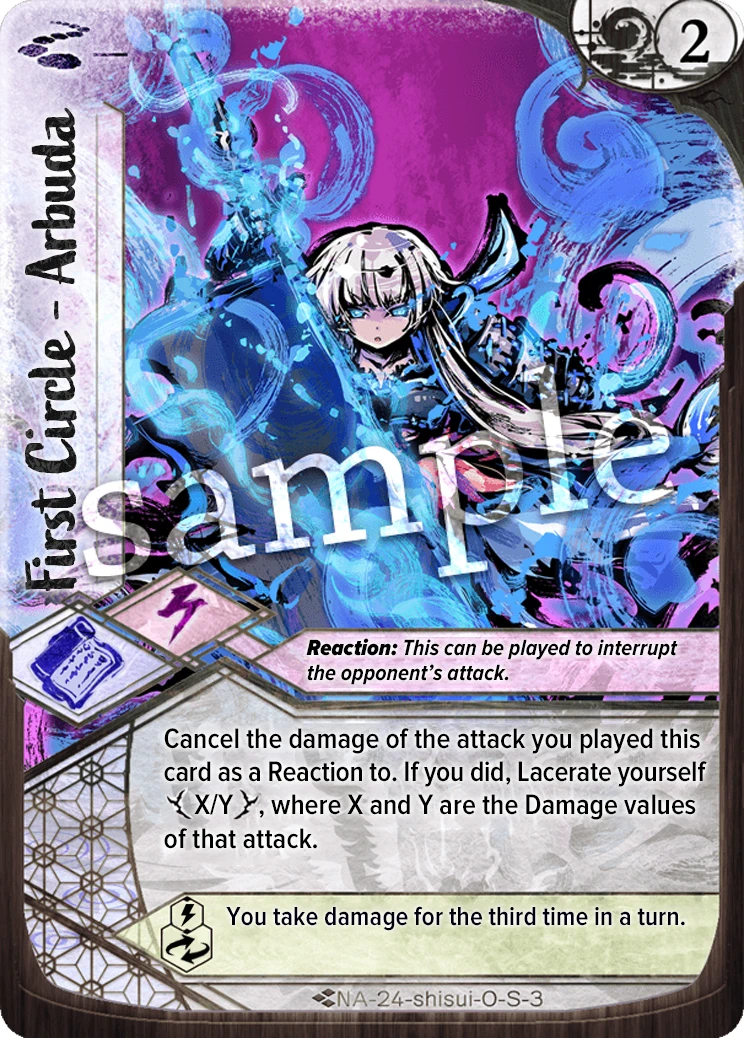 2
First Circle - Arbuda
sample
Reaction: This can be played to interrupt
the opponent's attack.
Cancel the damage of the attack you played this
card as a Reaction to. If you did, Lacerate yourself
X/Y, where X and Y are the Damage values
of that attack.
You take damage for the third time in a turn.
NA-24-shisui-O-S-3